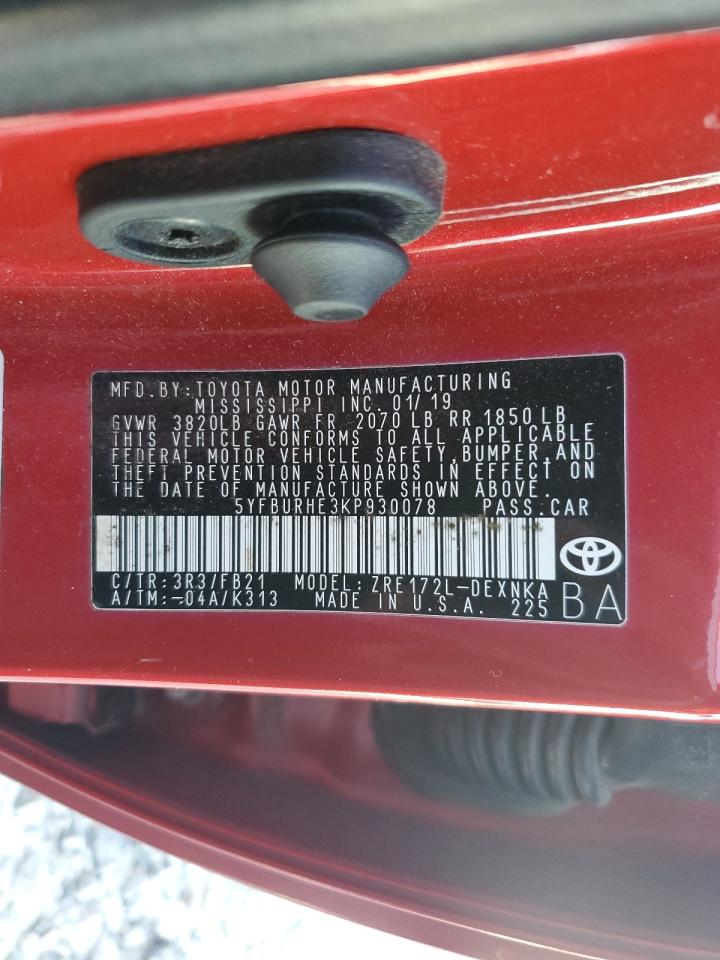 MFD. BY: TOYOTA MOTOR MANUFACTURING
MISSISSIPPI INC. 01/19
GVWR 3820LB GAWR FR 2070 LB RR 1850 LB
THIS VEHICLE CONFORMS TO ALL APPLICABLE
FEDERAL MOTOR VEHICLE SAFETY, BUMPER, AND
THEFT PREVENTION STANDARDS IN EFFECT ON
THE DATE OF MANUFACTURE SHOWN ABOVE.
5YFBURHE3KP930078 PASS. CAR
C/TR: 3R3/FB21 MODEL: ZRE172L-DEXNKA
A/TM: -04A/K313 MADE IN U.S.A. 225
BA